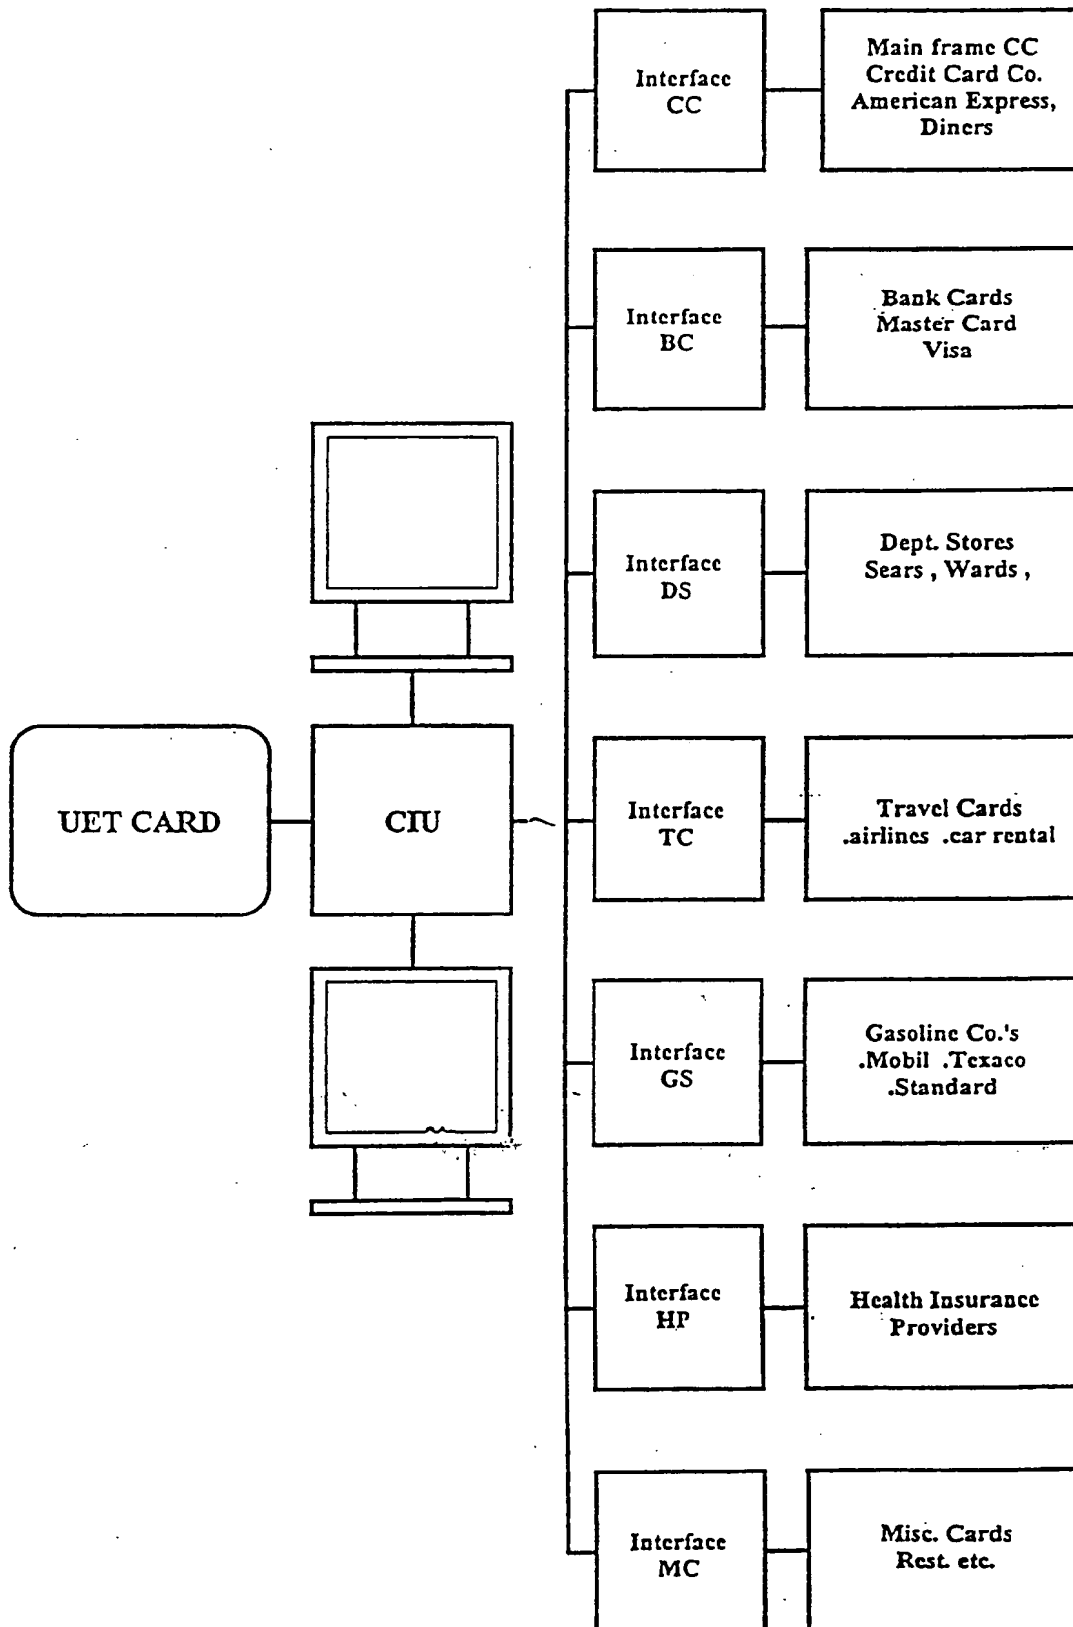 Interface
CC
Main frame CC
Credit Card Co.
American Express,
Diners
Interface
BC
Bank Cards
Master Card
Visa
Interface
DS
Dept. Stores
Sears , Wards ,
UET CARD
CIU
Interface
TC
Travel Cards
.airlines .car rental
Interface
GS
Gasoline Co.'s
.Mobil .Texaco
.Standard
Interface
HP
Health Insurance
Providers
Interface
MC
Misc. Cards
Rest. etc.